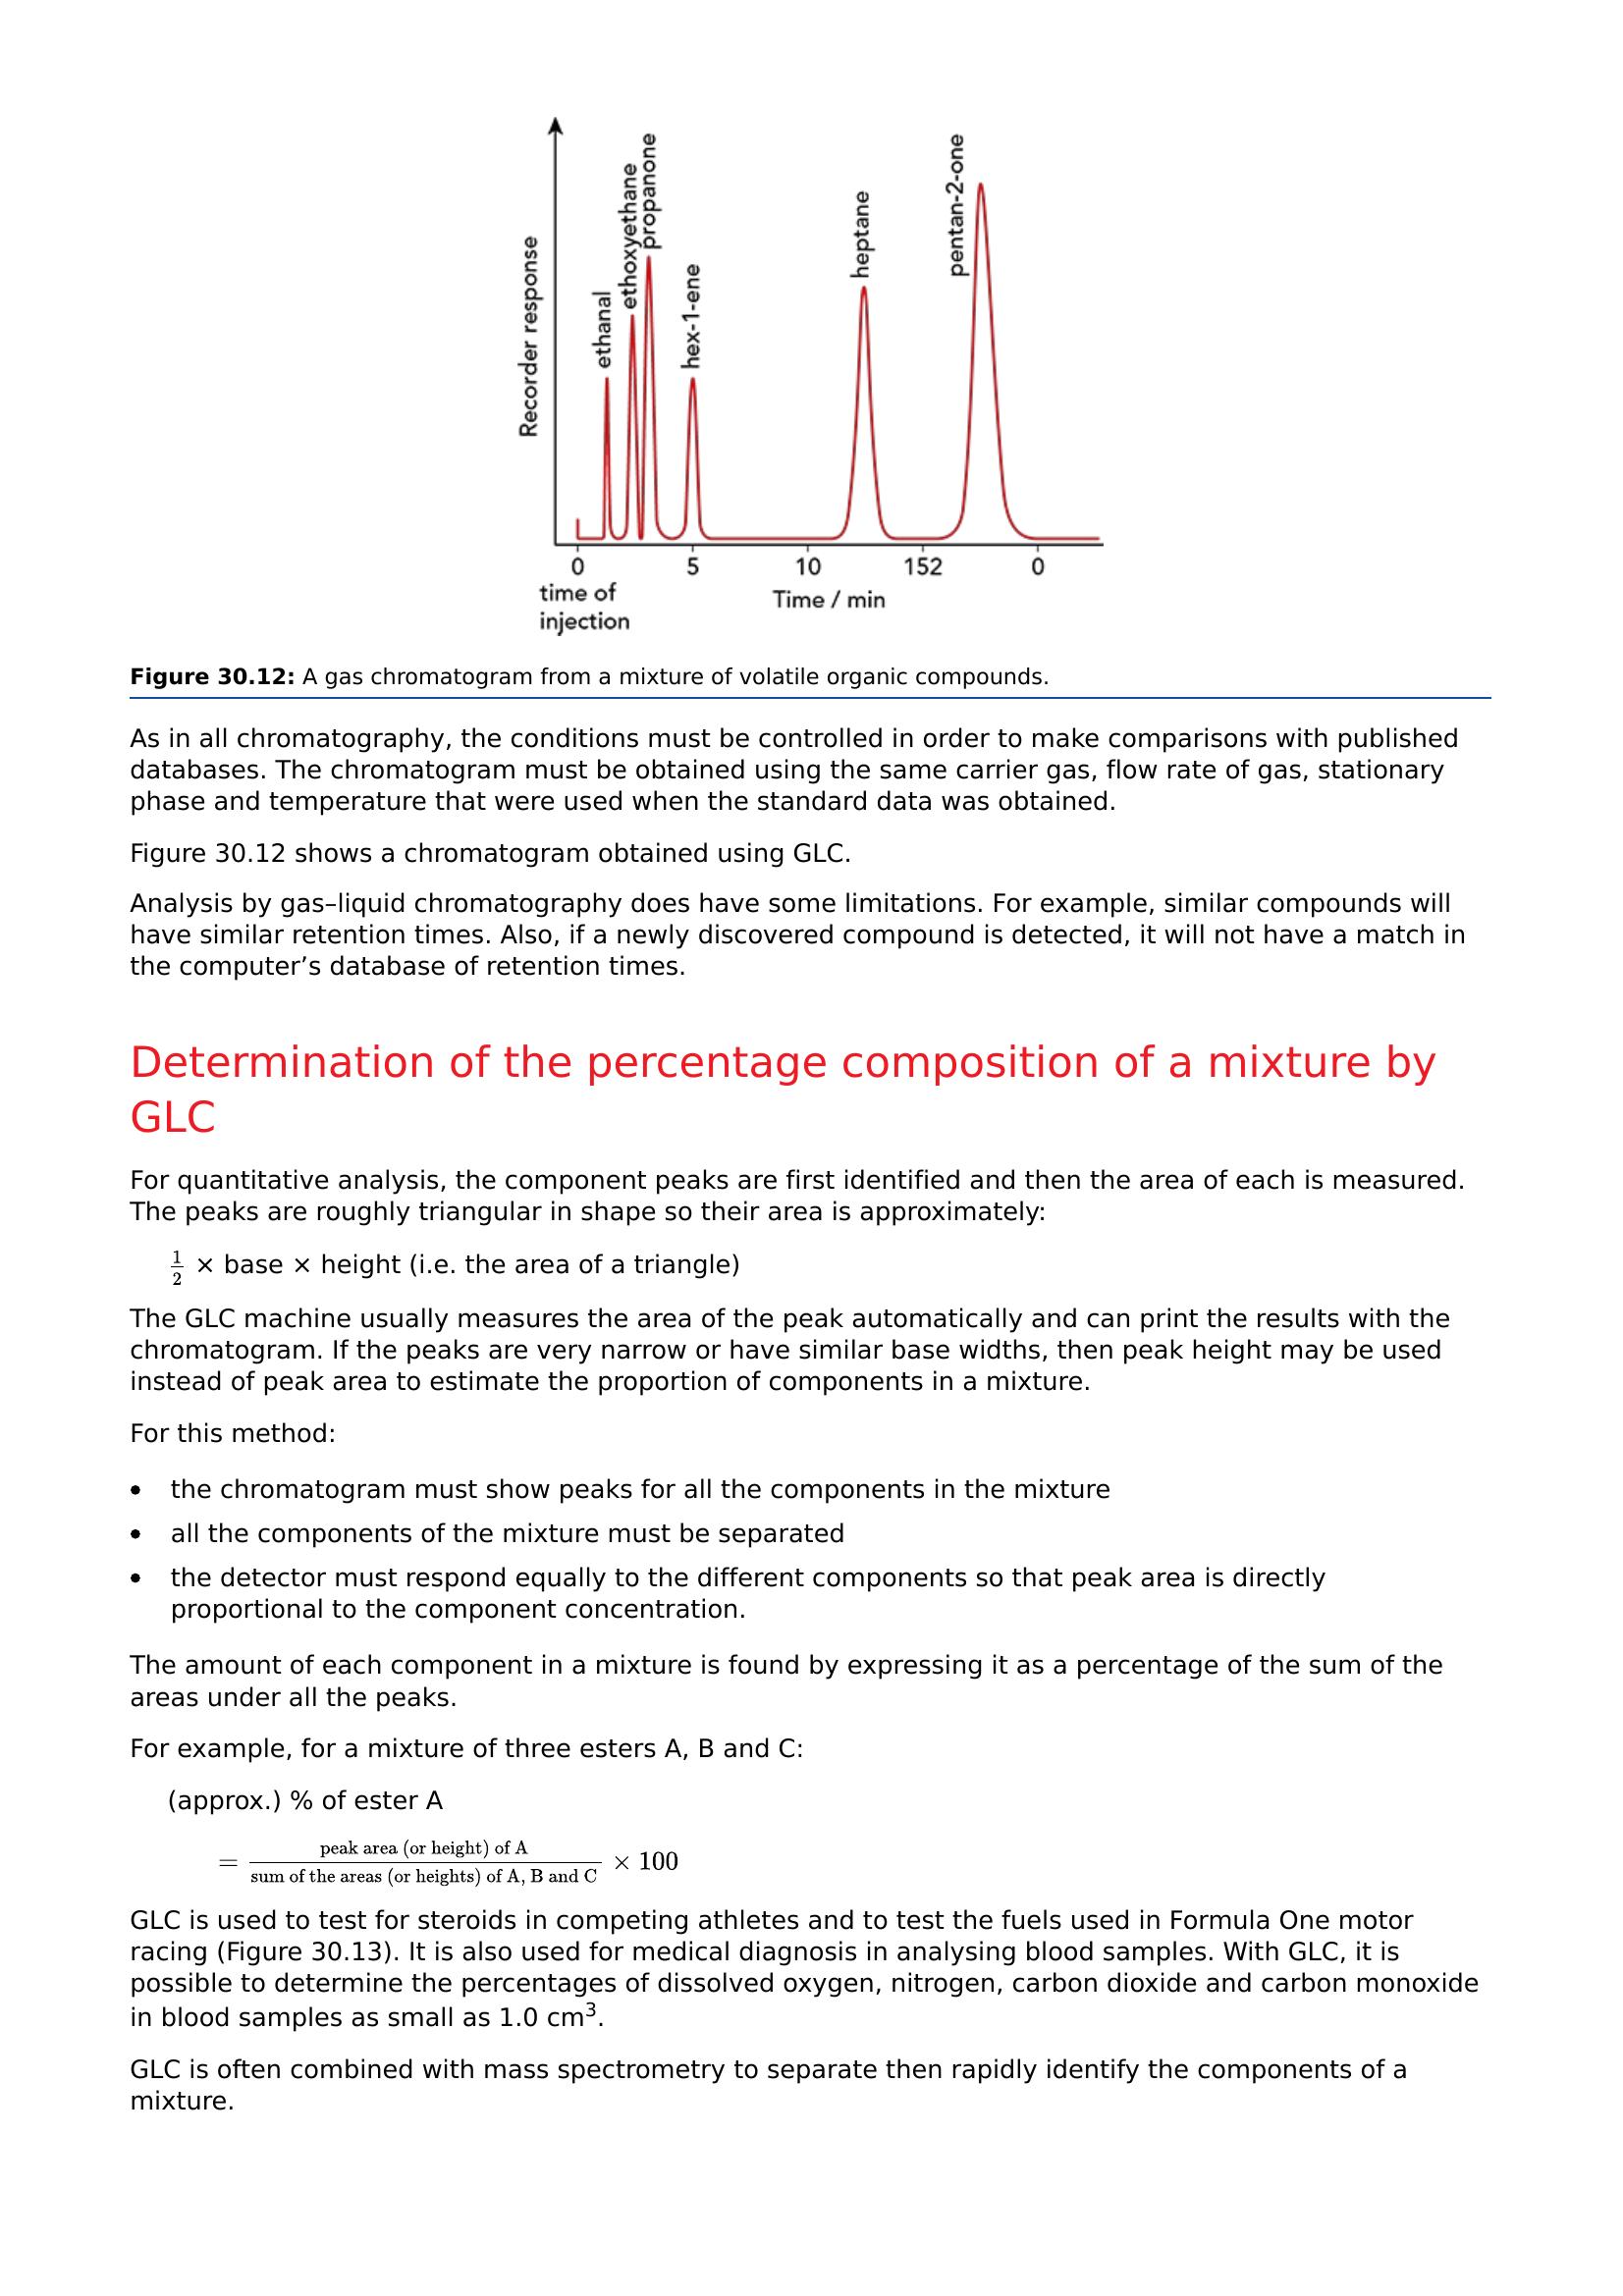 Recorder response
ethanal
ethoxyethane
propanone
hex-1-ene
heptane
pentan-2-one
0 5 10 152 0
time of
injection
Time / min
Figure 30.12: A gas chromatogram from a mixture of volatile organic compounds.
As in all chromatography, the conditions must be controlled in order to make comparisons with published
databases. The chromatogram must be obtained using the same carrier gas, flow rate of gas, stationary
phase and temperature that were used when the standard data was obtained.
Figure 30.12 shows a chromatogram obtained using GLC.
Analysis by gas–liquid chromatography does have some limitations. For example, similar compounds will
have similar retention times. Also, if a newly discovered compound is detected, it will not have a match in
the computer’s database of retention times.
Determination of the percentage composition of a mixture by
GLC
For quantitative analysis, the component peaks are first identified and then the area of each is measured.
The peaks are roughly triangular in shape so their area is approximately:
1/2 × base × height (i.e. the area of a triangle)
The GLC machine usually measures the area of the peak automatically and can print the results with the
chromatogram. If the peaks are very narrow or have similar base widths, then peak height may be used
instead of peak area to estimate the proportion of components in a mixture.
For this method:
• the chromatogram must show peaks for all the components in the mixture
• all the components of the mixture must be separated
• the detector must respond equally to the different components so that peak area is directly
proportional to the component concentration.
The amount of each component in a mixture is found by expressing it as a percentage of the sum of the
areas under all the peaks.
For example, for a mixture of three esters A, B and C:
(approx.) % of ester A
= peak area (or height) of A / sum of the areas (or heights) of A, B and C × 100
GLC is used to test for steroids in competing athletes and to test the fuels used in Formula One motor
racing (Figure 30.13). It is also used for medical diagnosis in analysing blood samples. With GLC, it is
possible to determine the percentages of dissolved oxygen, nitrogen, carbon dioxide and carbon monoxide
in blood samples as small as 1.0 cm³.
GLC is often combined with mass spectrometry to separate then rapidly identify the components of a
mixture.